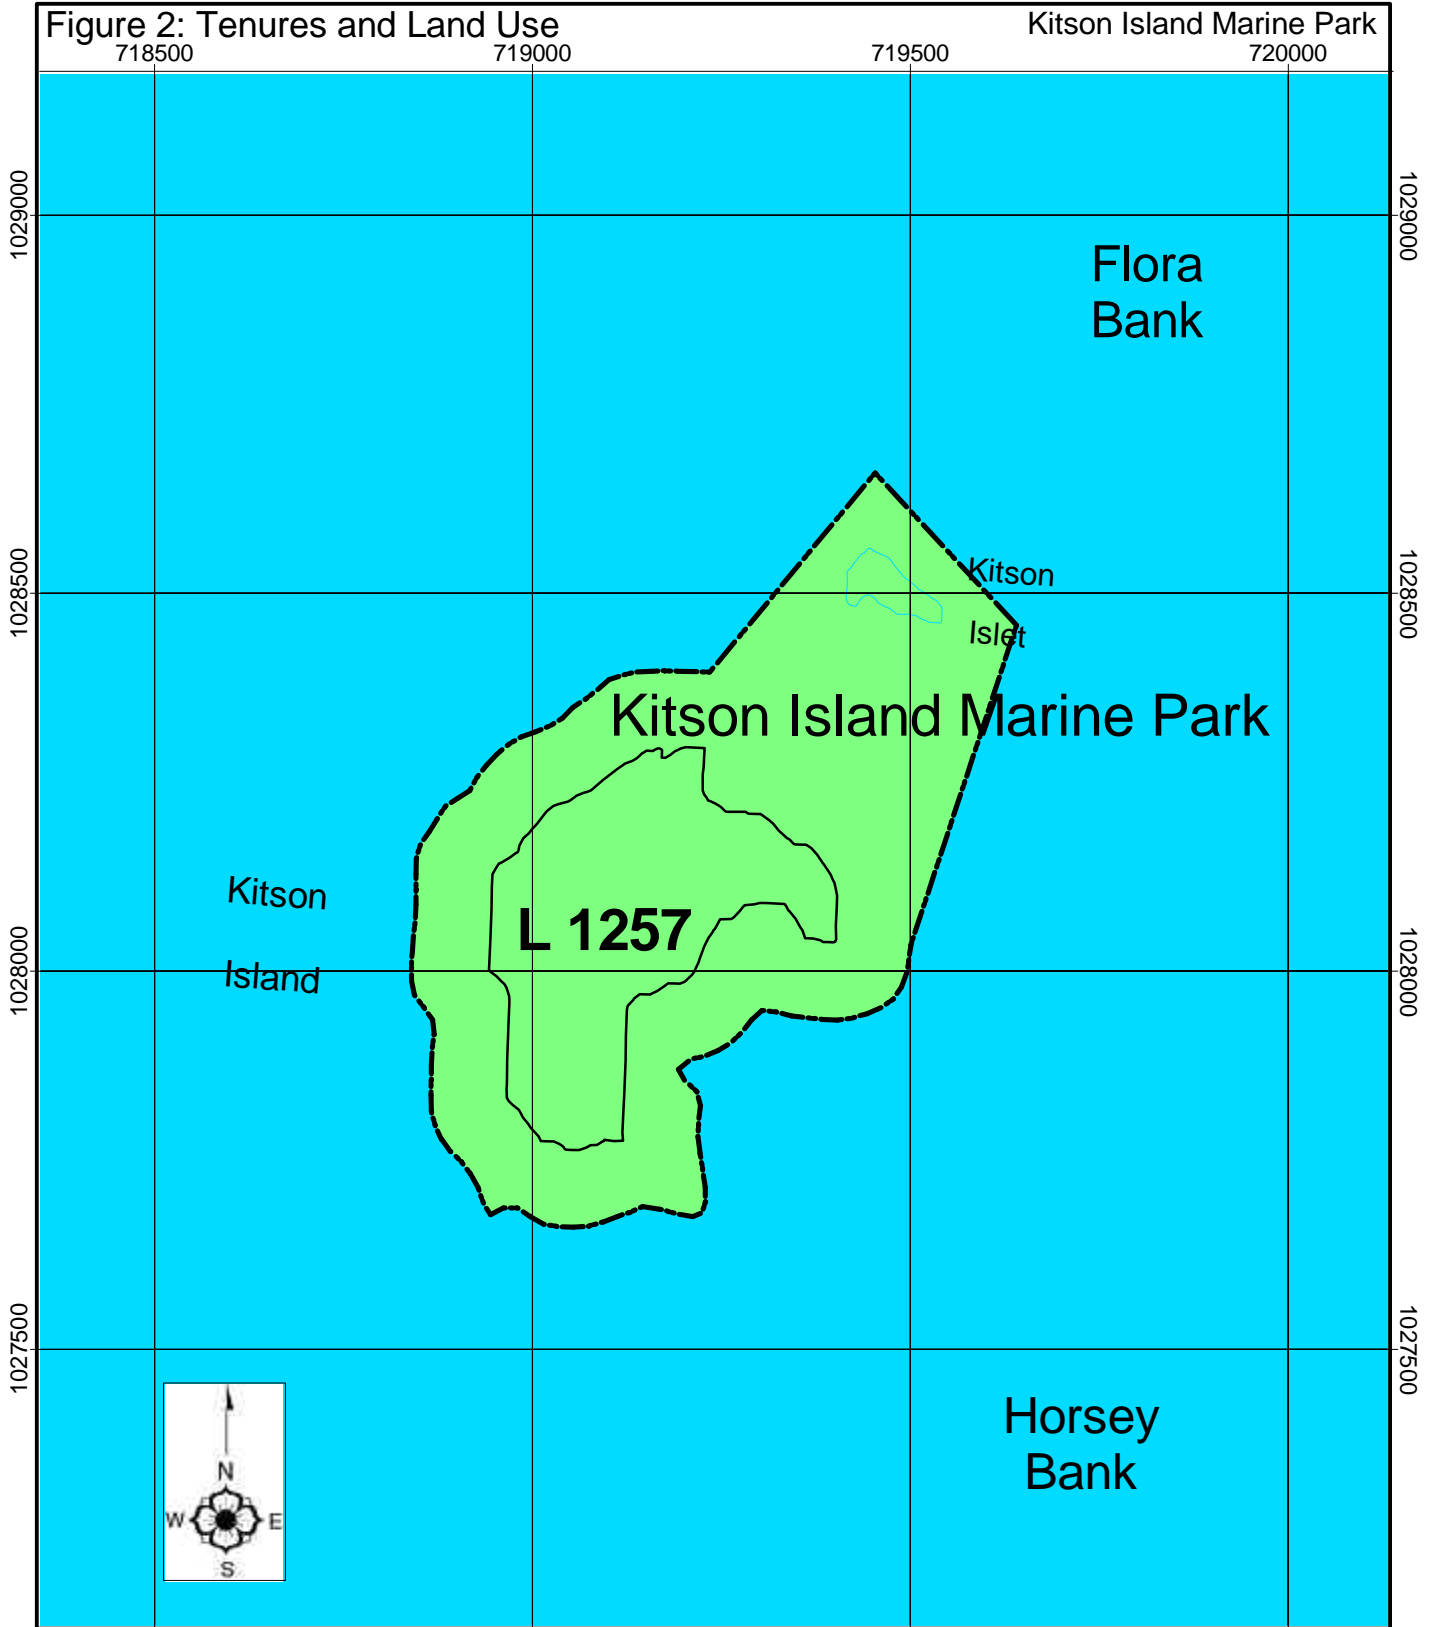 Figure 2: Tenures and Land Use
Kitson Island Marine Park
718500 719000 719500 720000
1029000 1029000
Flora
Bank
Kitson
1028500 1028500
Islet
Kitson Island Marine Park
Kitson
L 1257
Island
1028000 1028000
1027500 1027500
Horsey
Bank
N
W E
S